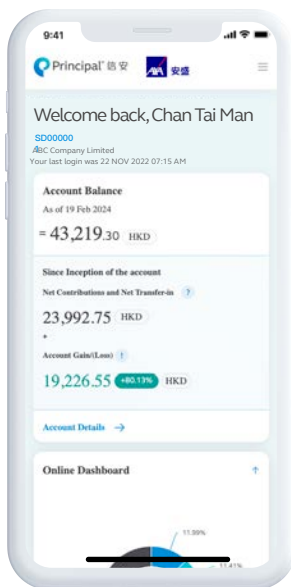 9:41
Principal 信安 AXA 安盛
Welcome back, Chan Tai Man
SD00000
ABC Company Limited
Your last login was 22 NOV 2022 07:15 AM
Account Balance
As of 19 Feb 2024
= 43,219.30 HKD
Since Inception of the account
Net Contributions and Net Transfer-in ?
23,992.75 HKD
+
Account Gain/(Loss) !
19,226.55 +80.13% HKD
Account Details →
Online Dashboard ↑
11.99%
11.41%